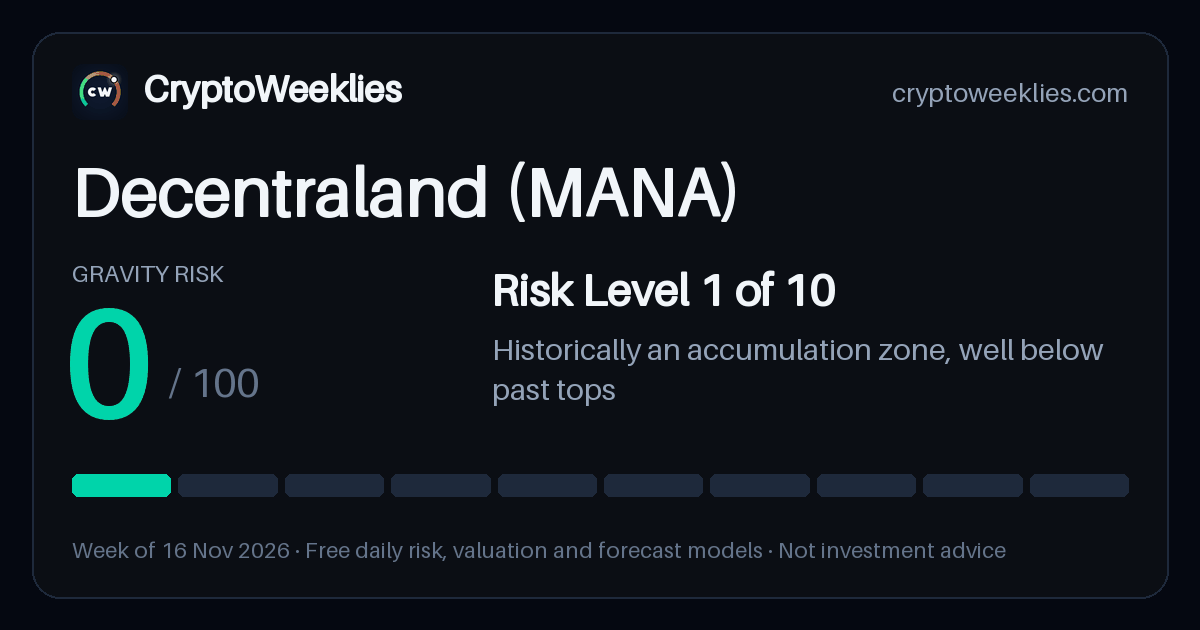 CW
CryptoWeeklies
cryptoweeklies.com
Decentraland (MANA)
GRAVITY RISK
0 / 100
Risk Level 1 of 10
Historically an accumulation zone, well below
past tops
Week of 16 Nov 2026 · Free daily risk, valuation and forecast models · Not investment advice